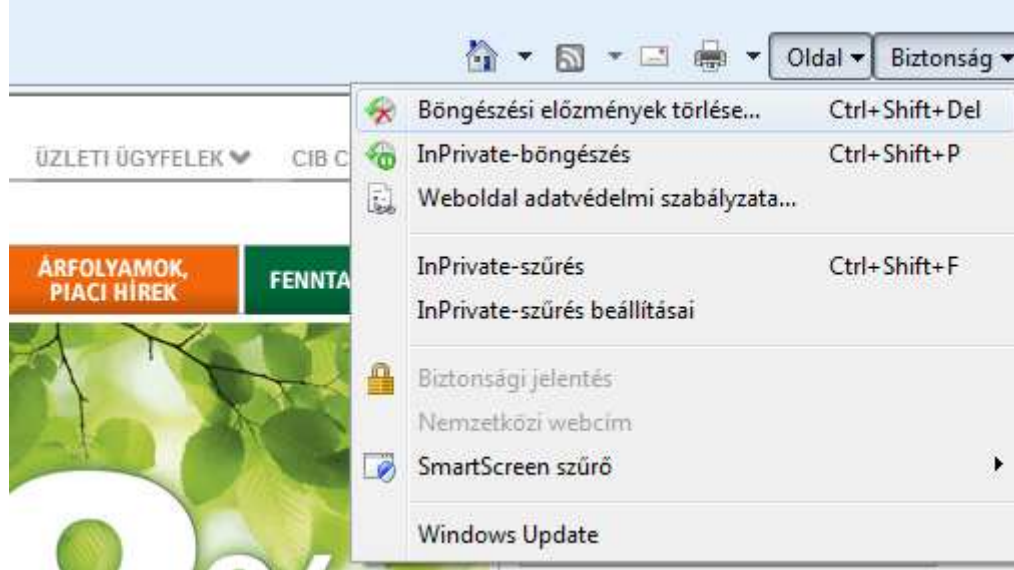 Oldal Biztonság
Böngészési előzmények törlése... Ctrl+Shift+Del
ÜZLETI ÜGYFELEK CIB C
InPrivate-böngészés Ctrl+Shift+P
Weboldal adatvédelmi szabályzata...
ÁRFOLYAMOK,
PIACI HÍREK
FENNTA
InPrivate-szűrés Ctrl+Shift+F
InPrivate-szűrés beállításai
Biztonsági jelentés
Nemzetközi webcím
SmartScreen szűrő
Windows Update